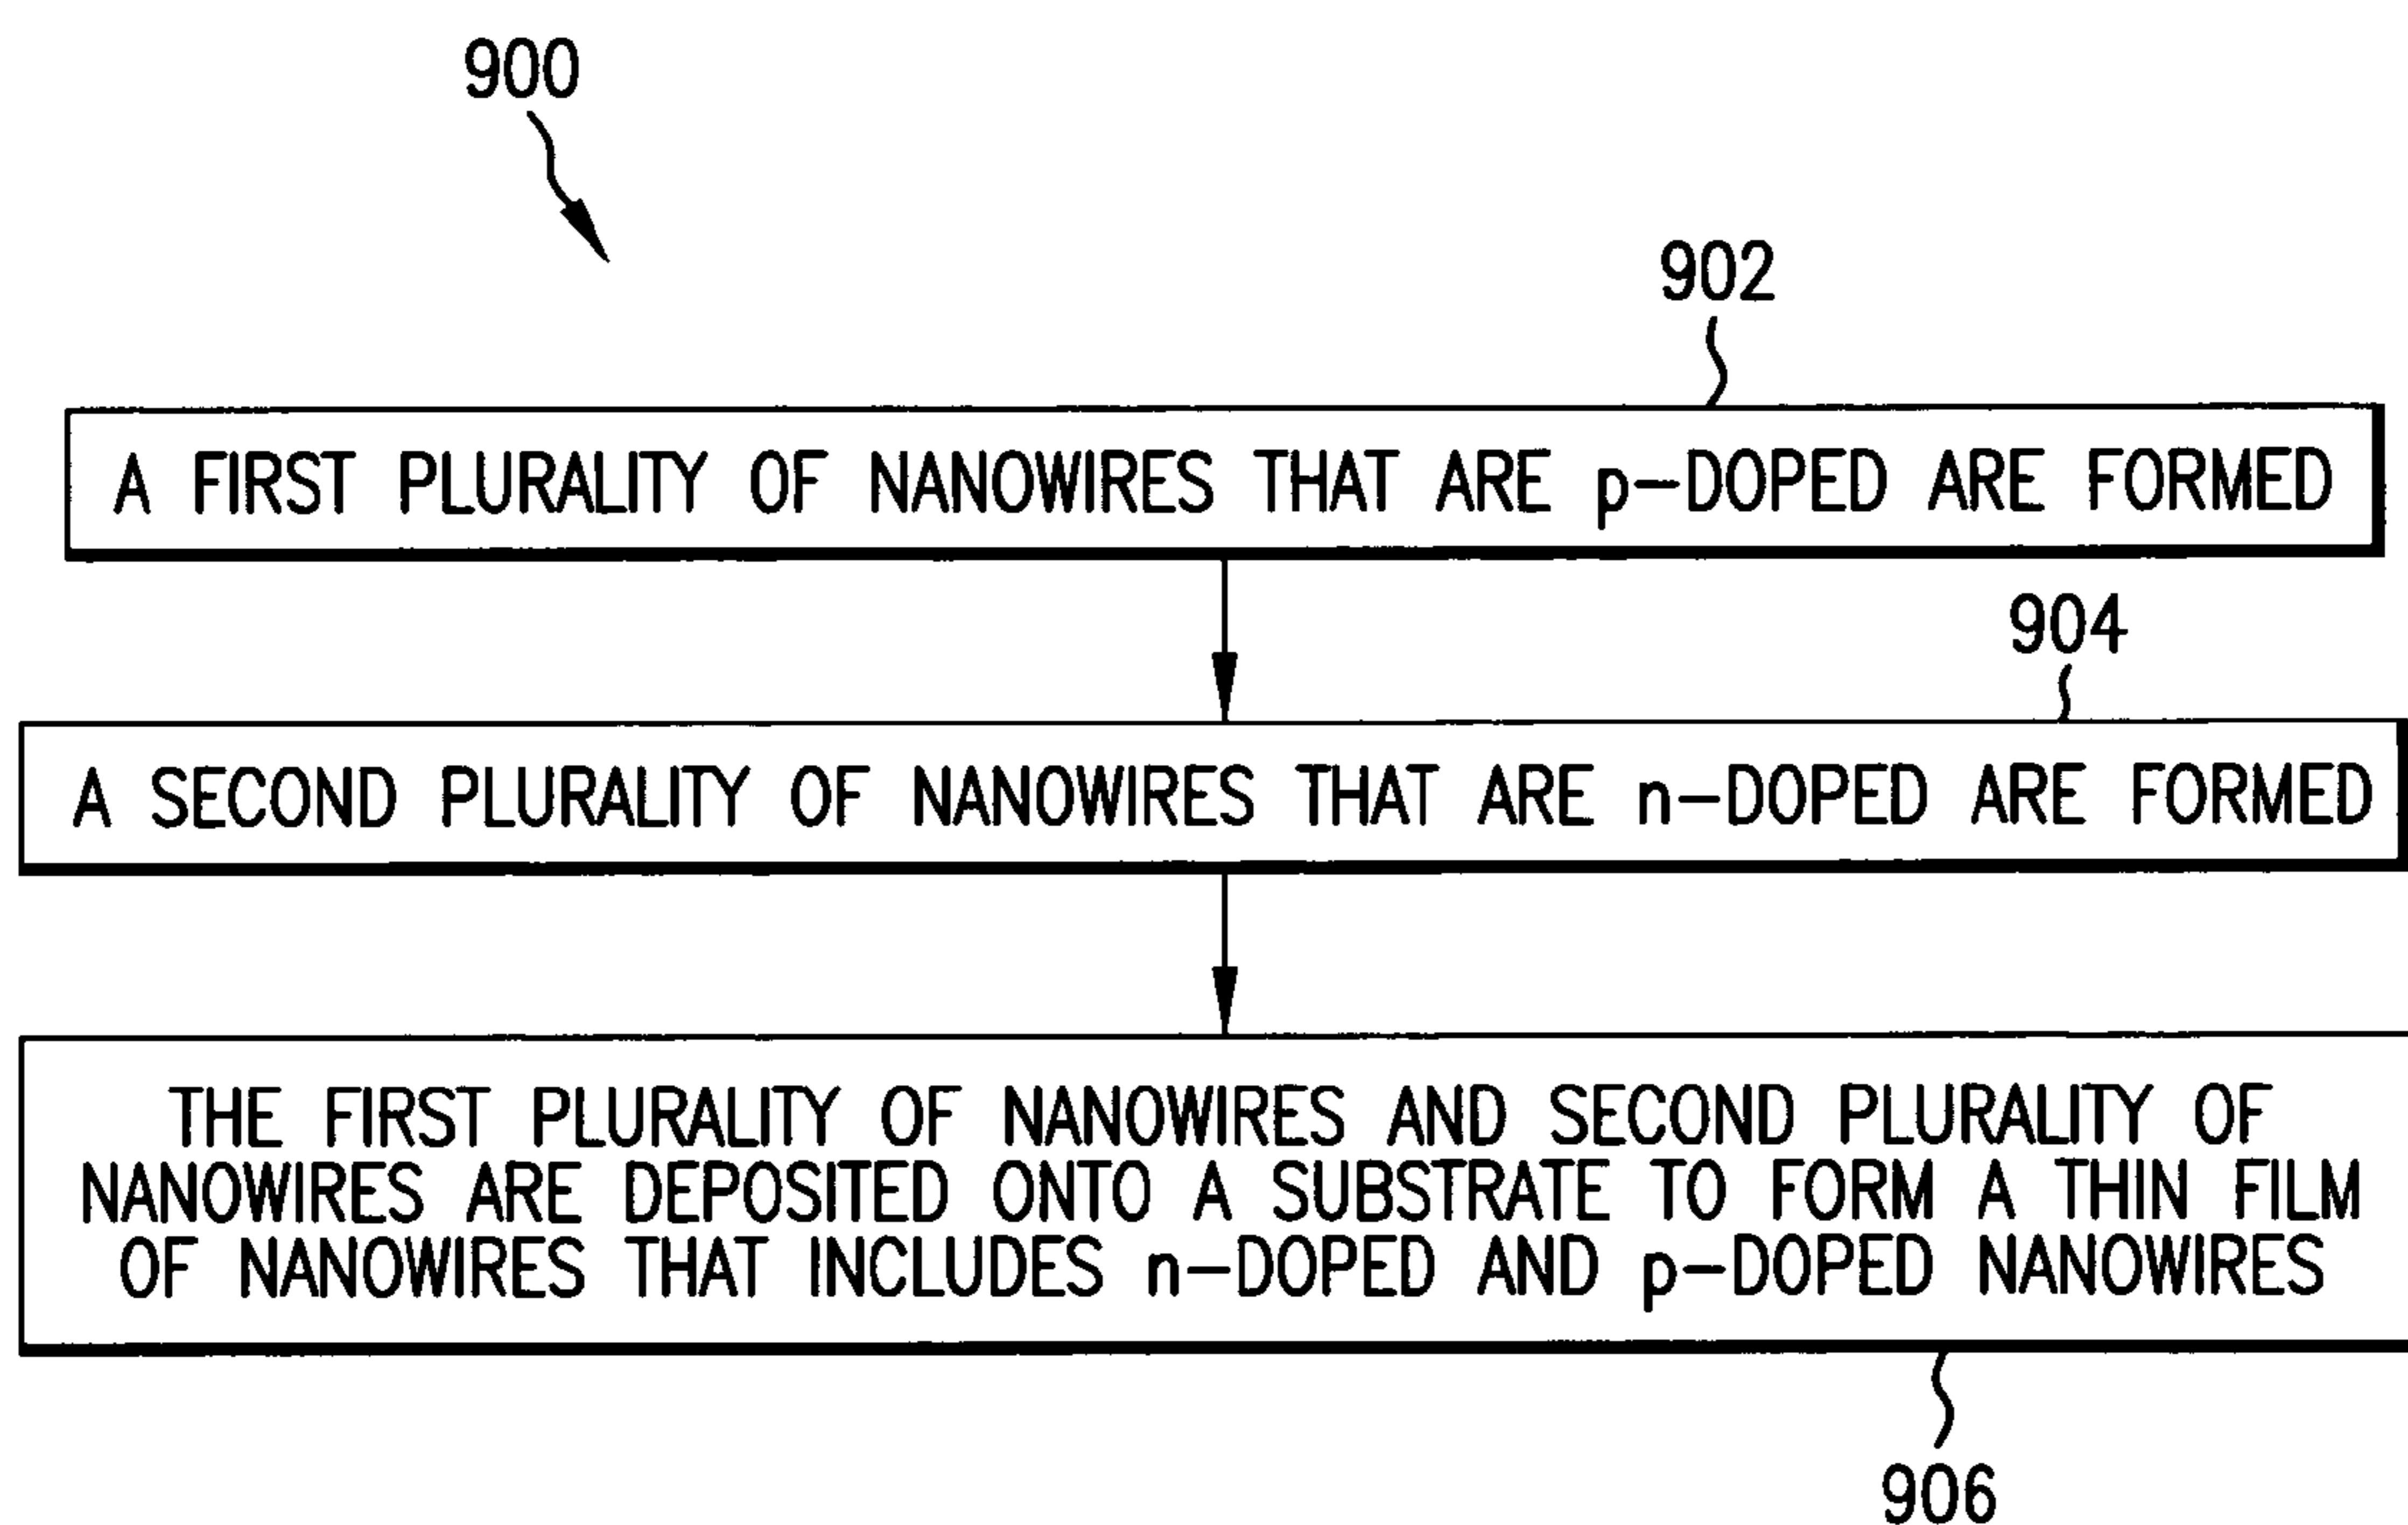 900
902
A FIRST PLURALITY OF NANOWIRES THAT ARE p-DOPED ARE FORMED
904
A SECOND PLURALITY OF NANOWIRES THAT ARE n-DOPED ARE FORMED
THE FIRST PLURALITY OF NANOWIRES AND SECOND PLURALITY OF
NANOWIRES ARE DEPOSITED ONTO A SUBSTRATE TO FORM A THIN FILM
OF NANOWIRES THAT INCLUDES n-DOPED AND p-DOPED NANOWIRES
906